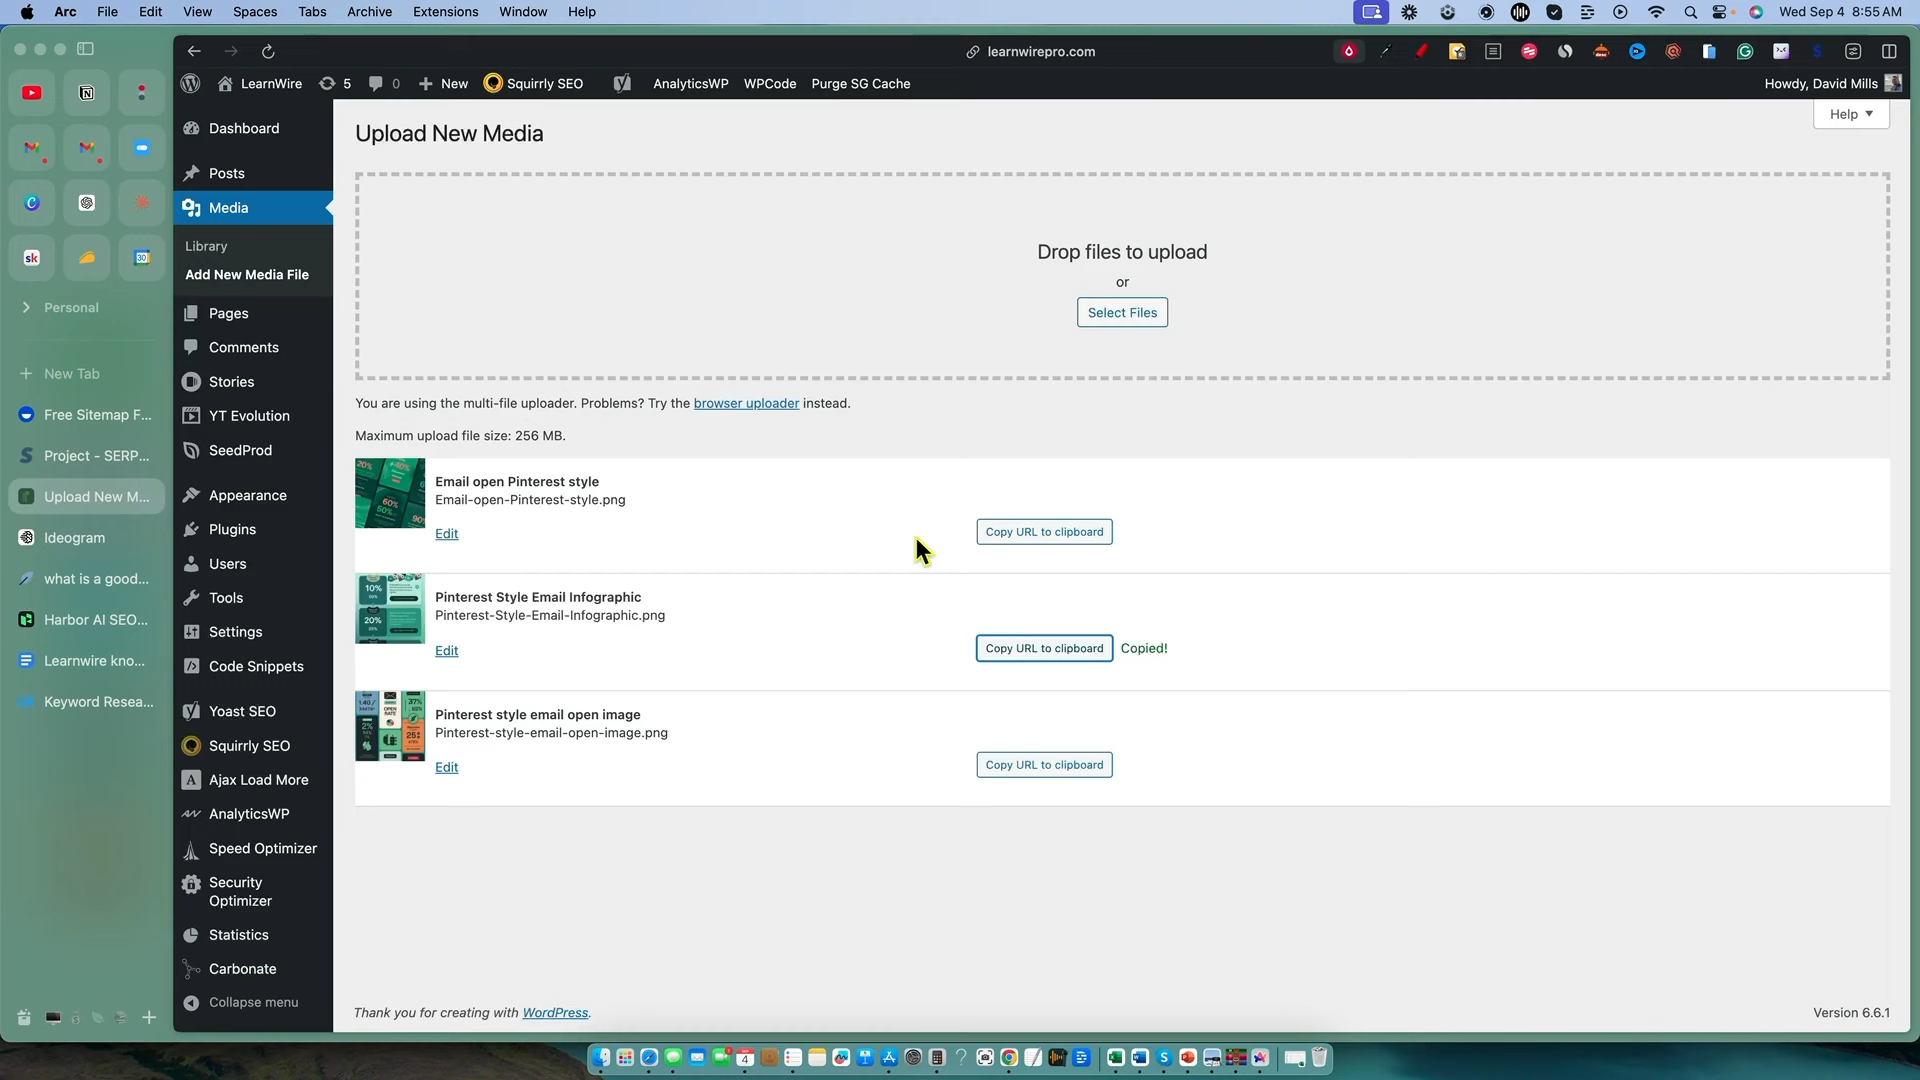 Arc File Edit View Spaces Tabs Archive Extensions Window Help
Wed Sep 4 8:55 AM
learnwirepro.com
LearnWire 5 0 New Squirrly SEO AnalyticsWP WPCode Purge SG Cache
Howdy, David Mills
Personal
New Tab
Free Sitemap F...
Project - SERP...
Upload New M...
Ideogram
what is a good...
Harbor AI SEO...
Learnwire kno...
Keyword Resea...
Dashboard
Posts
Media
Library
Add New Media File
Pages
Comments
Stories
YT Evolution
SeedProd
Appearance
Plugins
Users
Tools
Settings
Code Snippets
Yoast SEO
Squirrly SEO
Ajax Load More
AnalyticsWP
Speed Optimizer
Security
Optimizer
Statistics
Carbonate
Collapse menu
Help
Upload New Media
Drop files to upload
or
Select Files
You are using the multi-file uploader. Problems? Try the browser uploader instead.
Maximum upload file size: 256 MB.
Email open Pinterest style
Email-open-Pinterest-style.png
Edit
Copy URL to clipboard
Pinterest Style Email Infographic
Pinterest-Style-Email-Infographic.png
Edit
Copy URL to clipboard Copied!
Pinterest style email open image
Pinterest-style-email-open-image.png
Edit
Copy URL to clipboard
Thank you for creating with WordPress.
Version 6.6.1